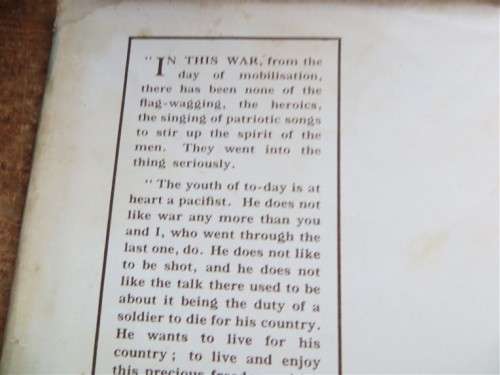 " IN THIS WAR, from the
day of mobilisation,
there has been none of the
flag-wagging, the heroics,
the singing of patriotic songs
to stir up the spirit of the
men. They went into the
thing seriously.
" The youth of to-day is at
heart a pacifist. He does not
like war any more than you
and I, who went through the
last one, do. He does not like
to be shot, and he does not
like the talk there used to be
about it being the duty of a
soldier to die for his country.
He wants to live for his
country ; to live and enjoy
this precious